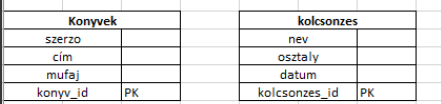 Konyvek
szerzo
cím
mufaj
konyv_id PK
kolcsonzes
nev
osztaly
datum
kolcsonzes_id PK